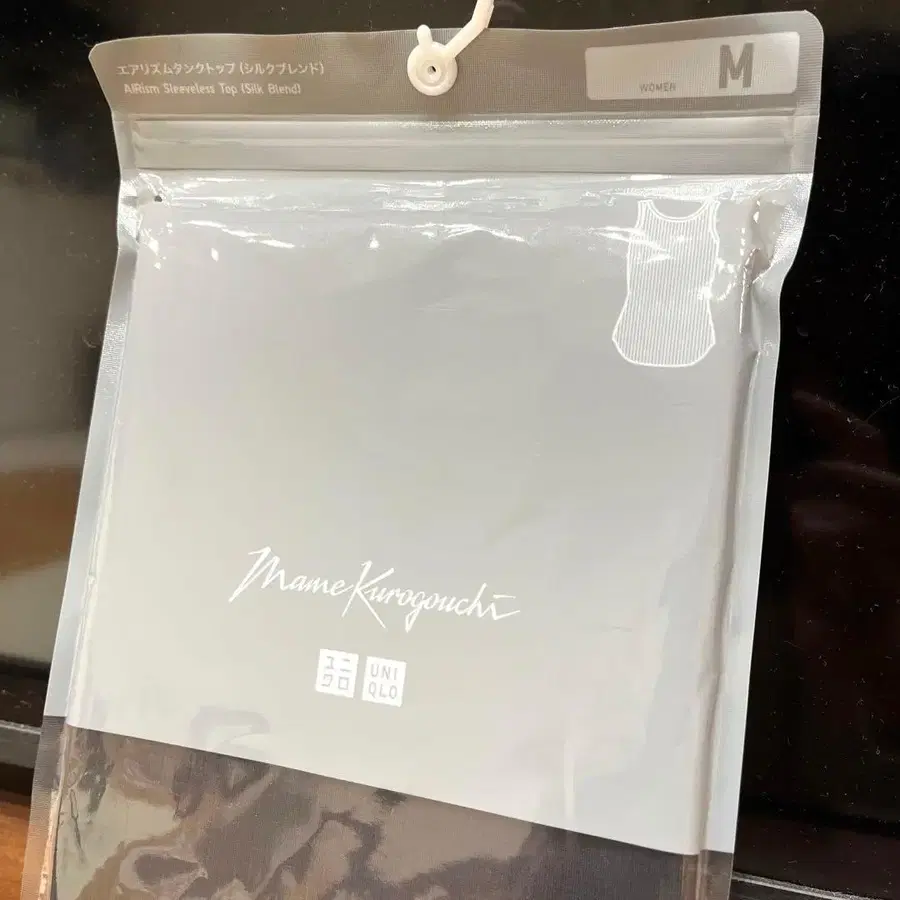 エアリズムタンクトップ(シルクブレンド)
AIRism Sleeveless Top (Silk Blend)
WOMEN M
Mame Kurogouchi
ユニ UNI
クロ QLO